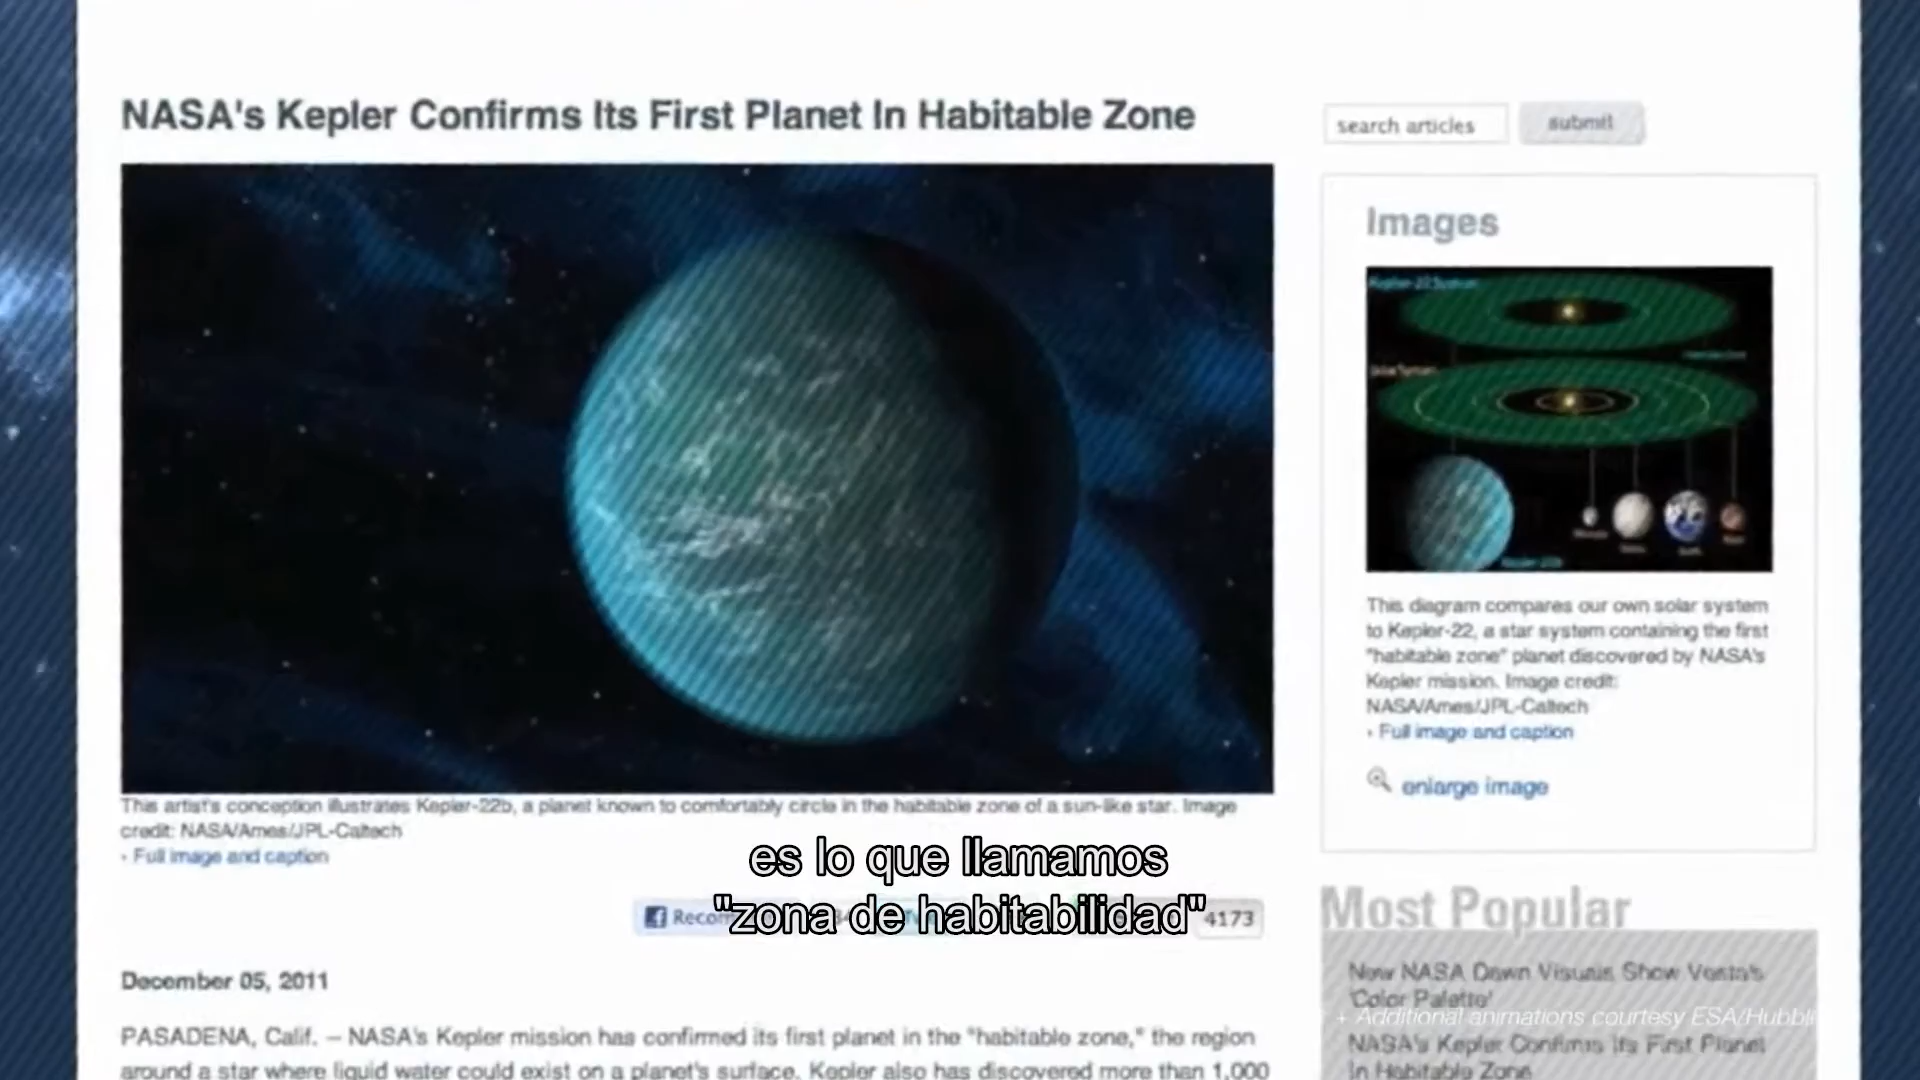 NASA's Kepler Confirms Its First Planet In Habitable Zone
search articles
submit
Images
Kepler-22 System
Solar System
This diagram compares our own solar system
to Kepler-22, a star system containing the first
"habitable zone" planet discovered by NASA's
Kepler mission. Image credit:
NASA/Ames/JPL-Caltech
› Full image and caption
enlarge image
This artist's conception illustrates Kepler-22b, a planet known to comfortably circle in the habitable zone of a sun-like star. Image
credit: NASA/Ames/JPL-Caltech
› Full image and caption
es lo que llamamos
"zona de habitabilidad"
4173
December 05, 2011
PASADENA, Calif. – NASA's Kepler mission has confirmed its first planet in the "habitable zone," the region
around a star where liquid water could exist on a planet's surface. Kepler also has discovered more than 1,000
Most Popular
New NASA Dawn Visuals Show Vesta's
'Color Palette'
+ Additional animations courtesy ESA/Hubbl
NASA's Kepler Confirms Its First Planet
In Habitable Zone